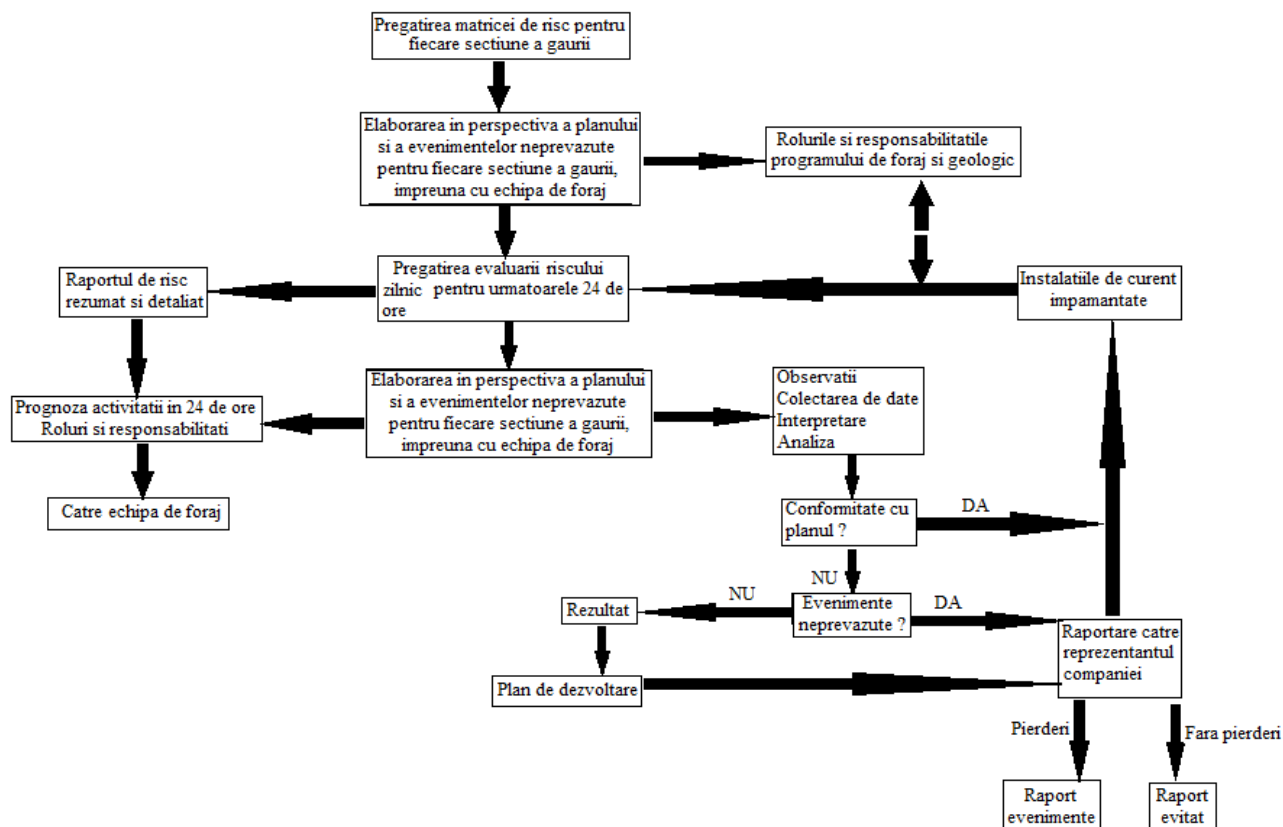 Pregatirea matricei de risc pentru
fiecare sectiune a gaurii
Elaborarea in perspectiva a planului
si a evenimentelor neprevazute
pentru fiecare sectiune a gaurii,
impreuna cu echipa de foraj
Rolurile si responsabilitatile
programului de foraj si geologic
Raportul de risc
rezumat si detaliat
Pregatirea evaluarii riscului
zilnic pentru urmatoarele 24 de
ore
Instalatiile de curent
impamantate
Prognoza activitatii in 24 de ore
Roluri si responsabilitati
Elaborarea in perspectiva a planului
si a evenimentelor neprevazute
pentru fiecare sectiune a gaurii,
impreuna cu echipa de foraj
Observatii
Colectarea de date
Interpretare
Analiza
Catre echipa de foraj
Conformitate cu
planul ?
DA
NU
Rezultat
NU
Evenimente
neprevazute ?
DA
Raportare catre
reprezentantul
companiei
Plan de dezvoltare
Pierderi
Fara pierderi
Raport
evenimente
Raport
evitat